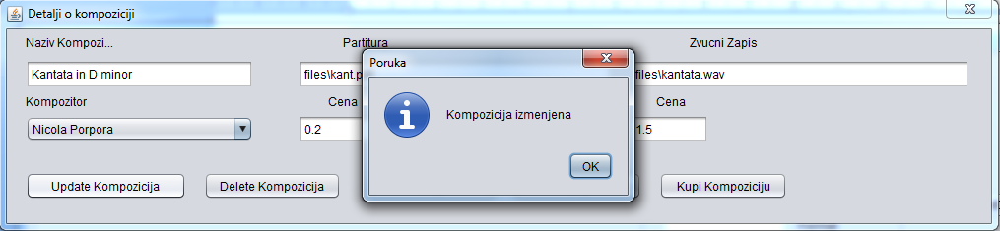 Detalji o kompoziciji
Naziv Kompozi... Partitura Zvucni Zapis
Kantata in D minor files\kant.p files\kantata.wav
Poruka
Kompozicija izmenjena
OK
Kompozitor Cena Cena
Nicola Porpora 0.2 1.5
Update Kompozicija Delete Kompozicija Kupi Kompoziciju